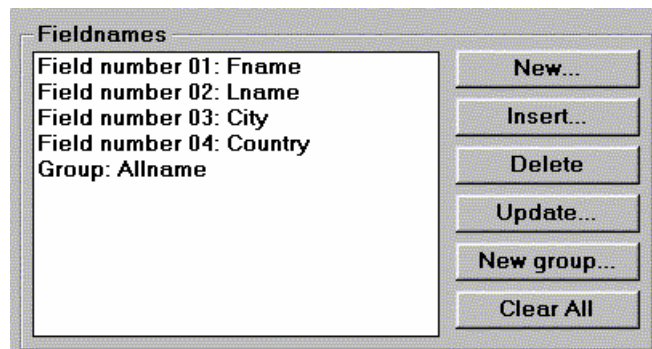 Fieldnames
Field number 01: Fname
Field number 02: Lname
Field number 03: City
Field number 04: Country
Group: Allname
New...
Insert...
Delete
Update...
New group...
Clear All